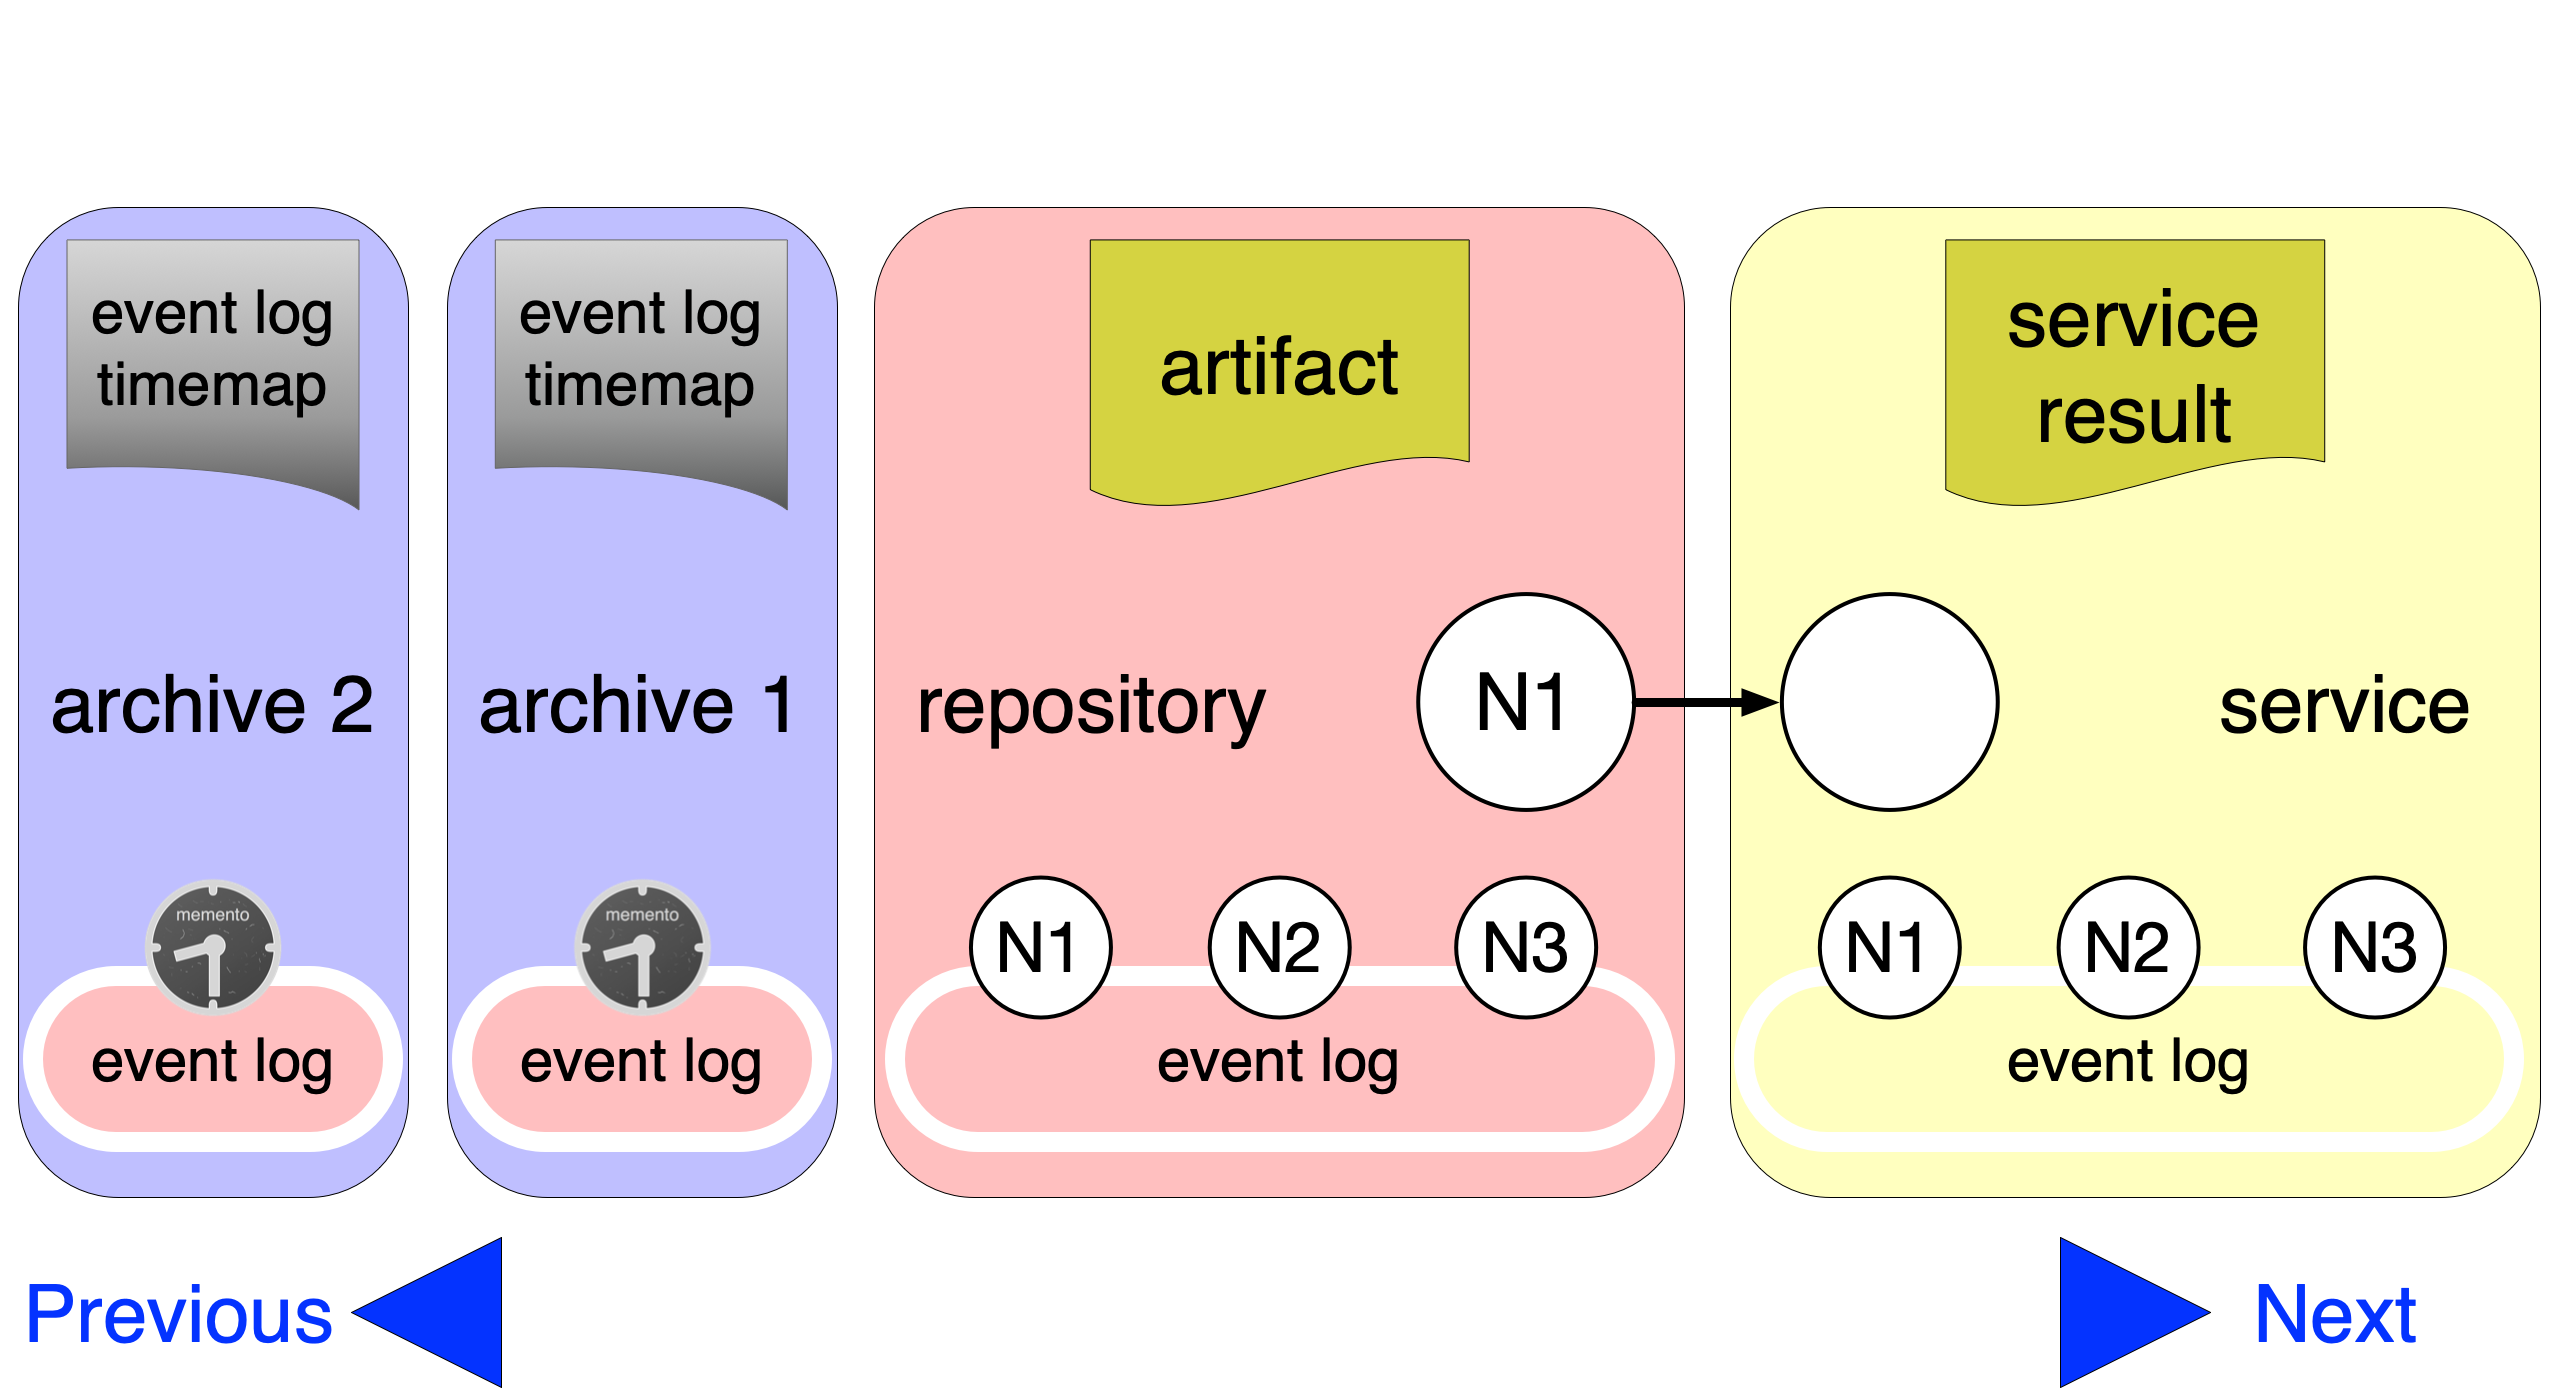 event log
timemap
archive 2
memento
event log
event log
timemap
archive 1
memento
event log
artifact
repository
N1
N1
N2
N3
event log
service
result
service
N1
N2
N3
event log
Previous
Next